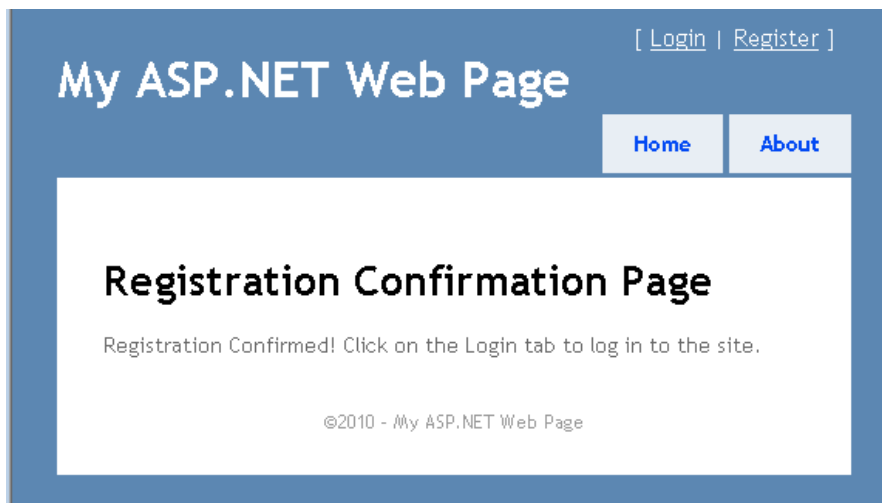 [ Login | Register ]
My ASP.NET Web Page
Home About
Registration Confirmation Page
Registration Confirmed! Click on the Login tab to log in to the site.
©2010 - My ASP.NET Web Page